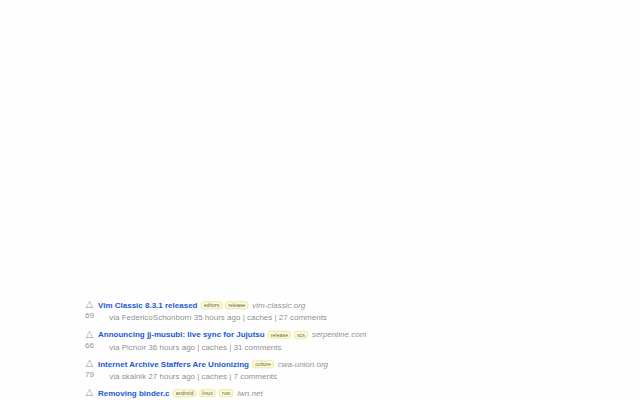 △ Vim Classic 8.3.1 released editors release vim-classic.org
69 via FedericoSchonborn 35 hours ago | caches | 27 comments
△ Announcing jj-musubi: live sync for Jujutsu release vcs serpentine.com
66 via Picnoir 36 hours ago | caches | 31 comments
△ Internet Archive Staffers Are Unionizing culture cwa-union.org
79 via skalnik 27 hours ago | caches | 7 comments
△ Removing binder.c android linux rust lwn.net